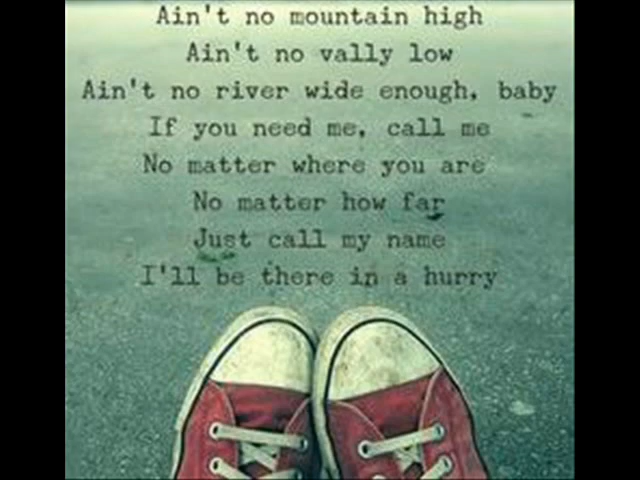 Ain't no mountain high
Ain't no vally low
Ain't no river wide enough, baby
If you need me, call me
No matter where you are
No matter how far
Just call my name
I'll be there in a hurry